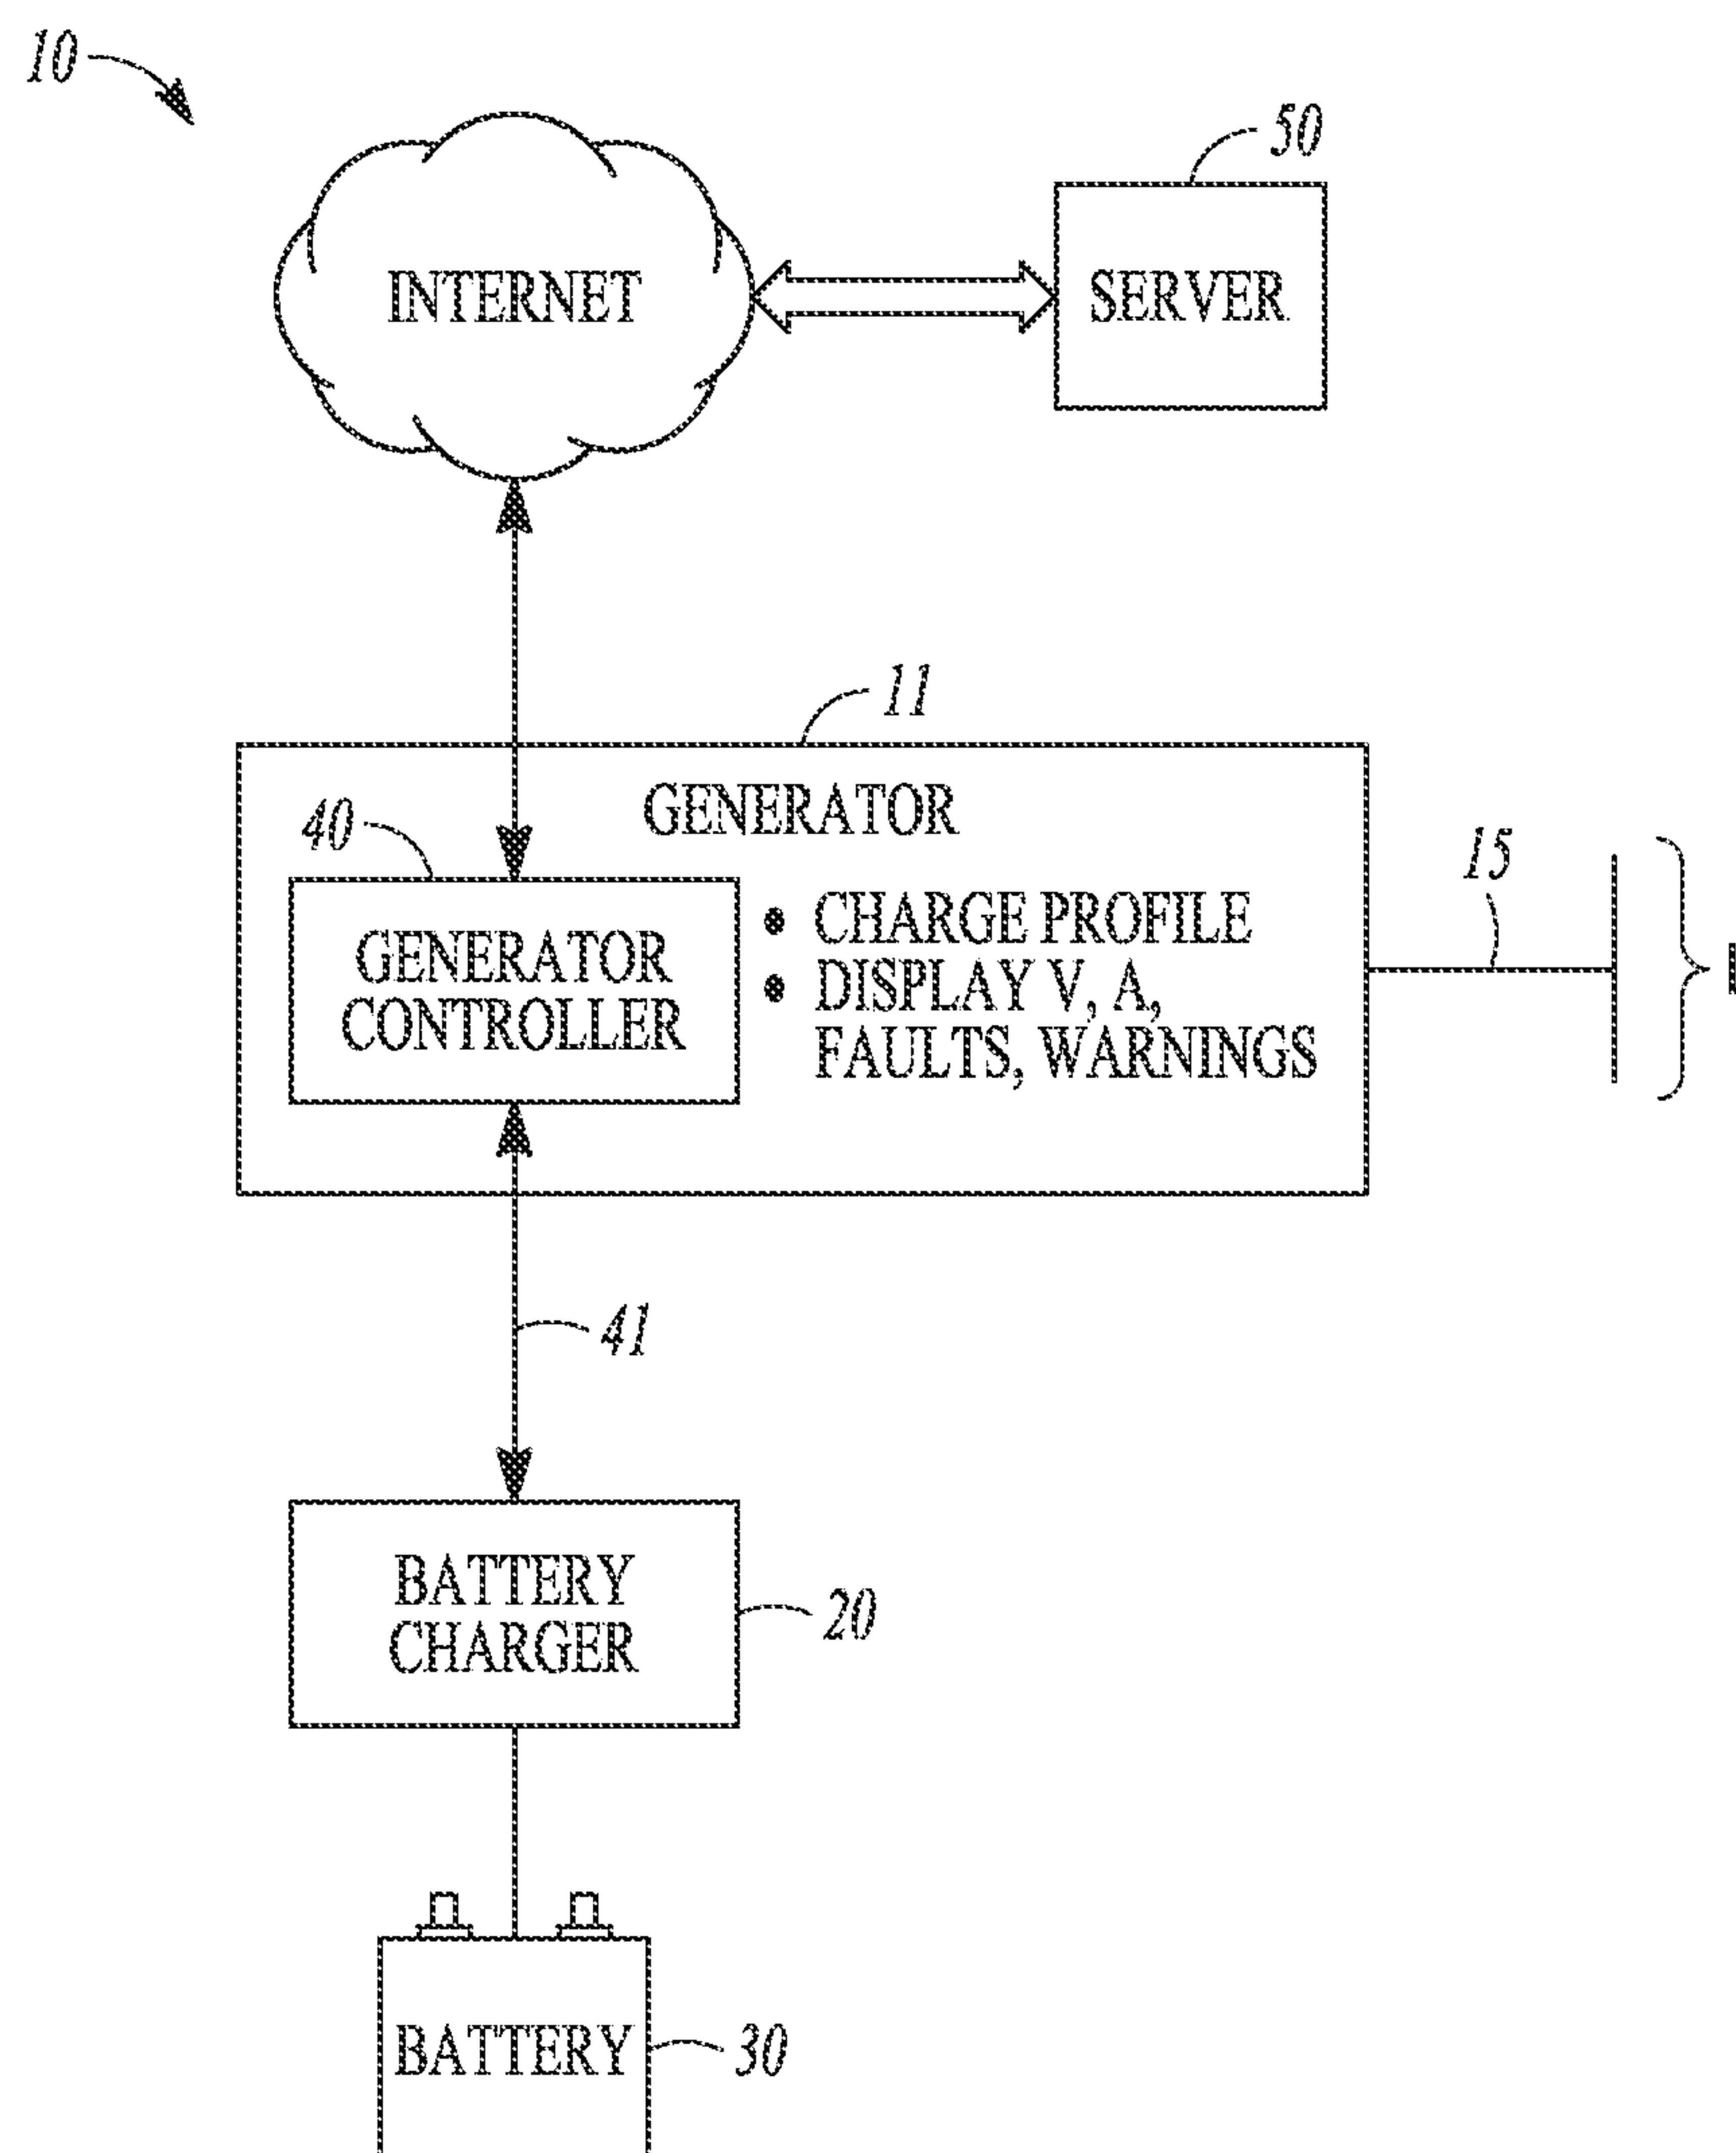 10
50
INTERNET
SERVER
11
GENERATOR
40
15
GENERATOR
CONTROLLER
• CHARGE PROFILE
• DISPLAY V, A,
FAULTS, WARNINGS
41
BATTERY
CHARGER
20
BATTERY
30